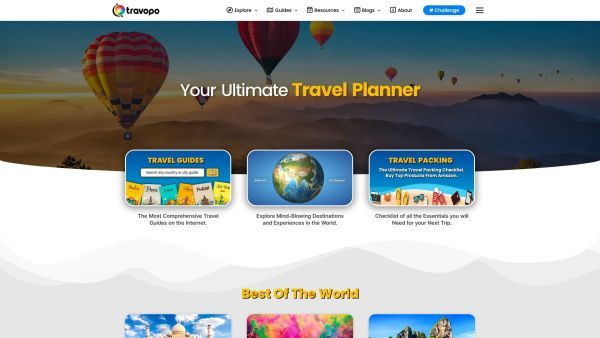 travopo
Explore
Guides
Resources
Blogs
About
# Challenge
Your Ultimate Travel Planner
TRAVEL GUIDES
Search any country or city guide
TRAVEL PACKING
The Ultimate Travel Packing Checklist.
Buy Top Products From Amazon.
The Most Comprehensive Travel
Guides on the Internet.
Explore Mind-Blowing Destinations
and Experiences in the World.
Checklist of all the Essentials you will
Need for your Next Trip.
Best Of The World